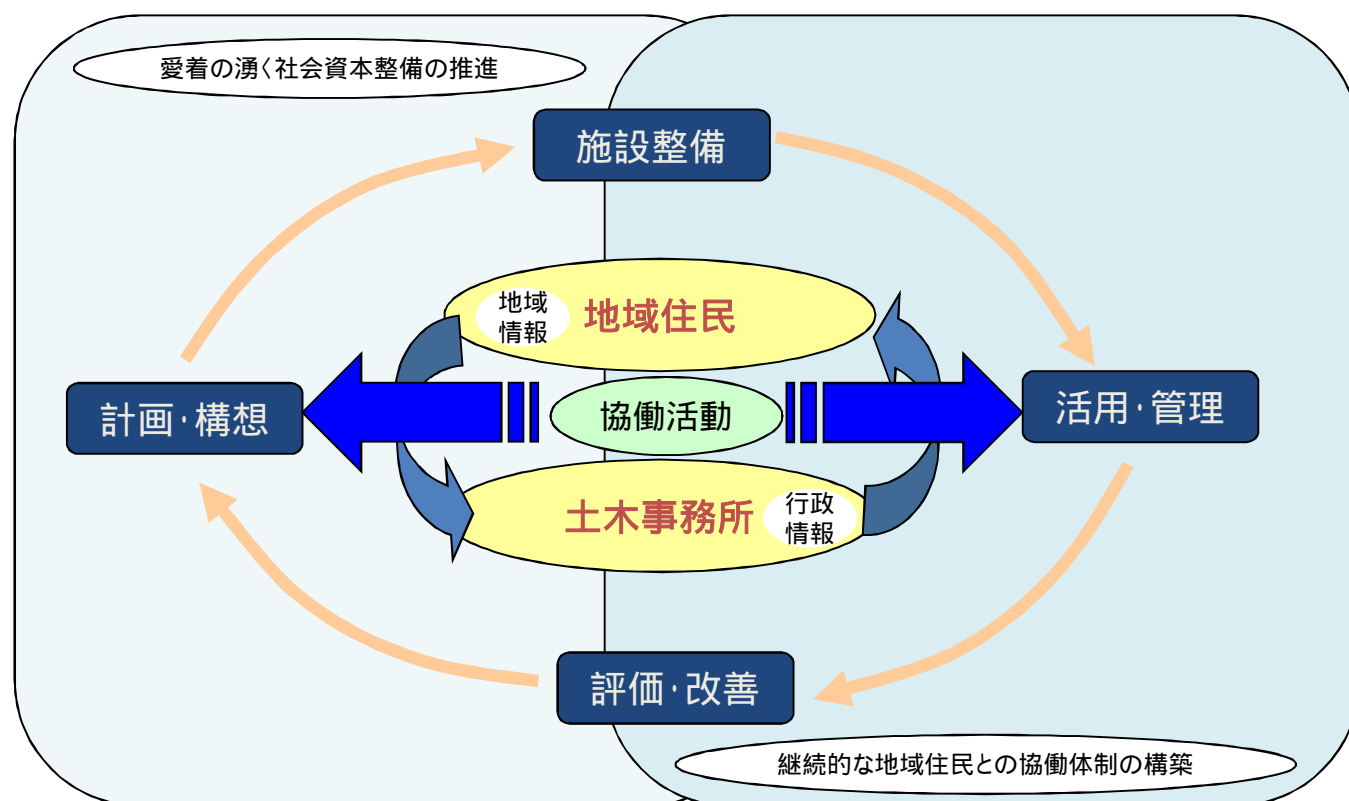 愛着の湧く社会資本整備の推進
施設整備
地域
情報
地域住民
計画・構想
協働活動
活用・管理
土木事務所
行政
情報
評価・改善
継続的な地域住民との協働体制の構築